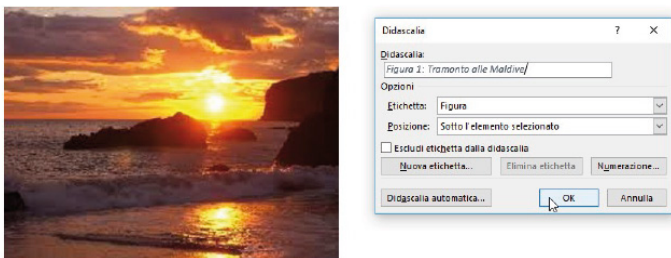 Didascalia ? X
Didascalia:
Figura 1: Tramonto alle Maldive
Opzioni
Etichetta: Figura
Posizione: Sotto l'elemento selezionato
Escludi etichetta dalla didascalia
Nuova etichetta... Elimina etichetta Numerazione...
Didascalia automatica... OK Annulla